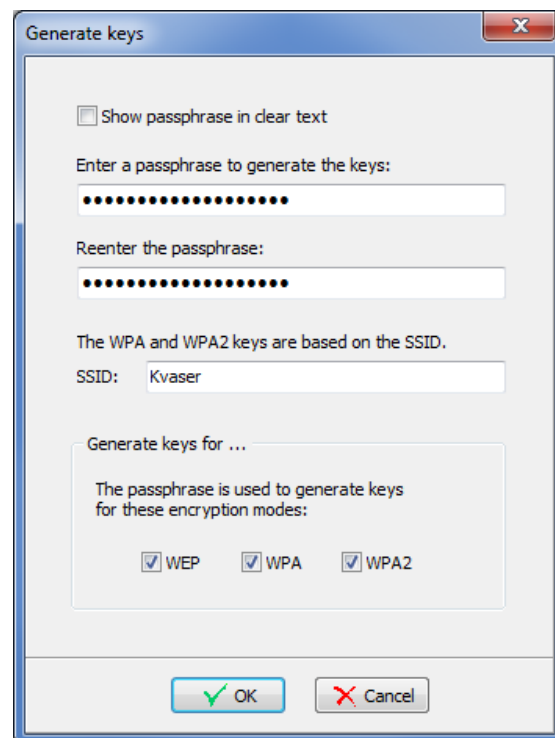 Generate keys
Show passphrase in clear text
Enter a passphrase to generate the keys:
•••••••••••••••••••
Reenter the passphrase:
•••••••••••••••••••
The WPA and WPA2 keys are based on the SSID.
SSID: Kvaser
Generate keys for ...
The passphrase is used to generate keys
for these encryption modes:
WEP WPA WPA2
OK Cancel